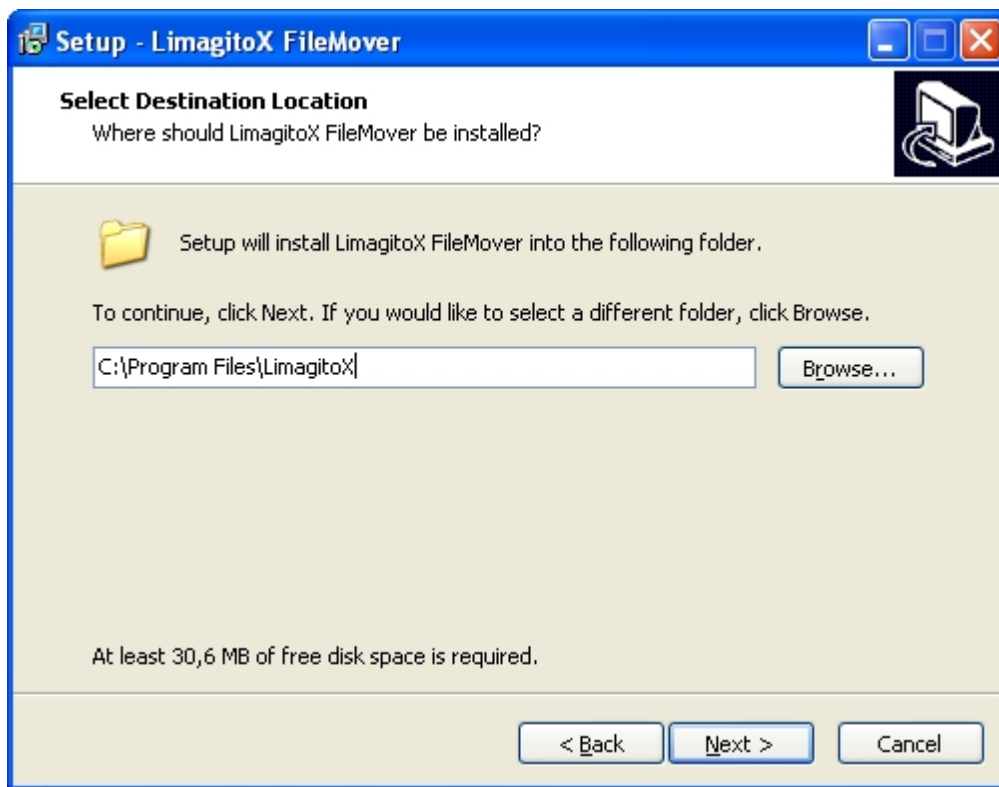 Setup - LimagitoX FileMover
Select Destination Location
Where should LimagitoX FileMover be installed?
Setup will install LimagitoX FileMover into the following folder.
To continue, click Next. If you would like to select a different folder, click Browse.
C:\Program Files\LimagitoX
Browse...
At least 30,6 MB of free disk space is required.
< Back Next > Cancel